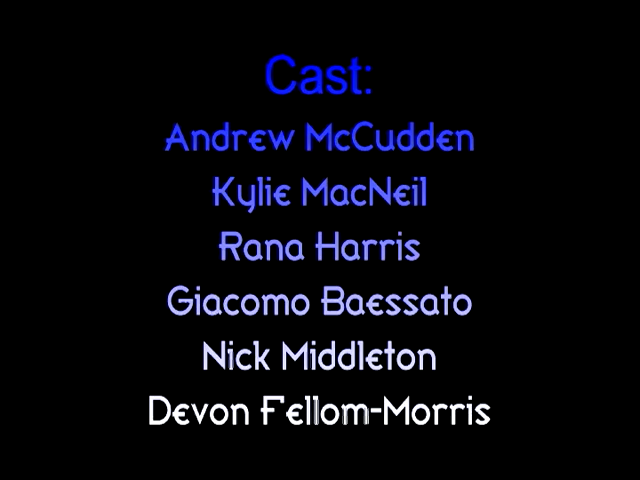 Cast:
Andrew McCudden
Kylie MacNeil
Rana Harris
Giacomo Baessato
Nick Middleton
Devon Fellom-Morris